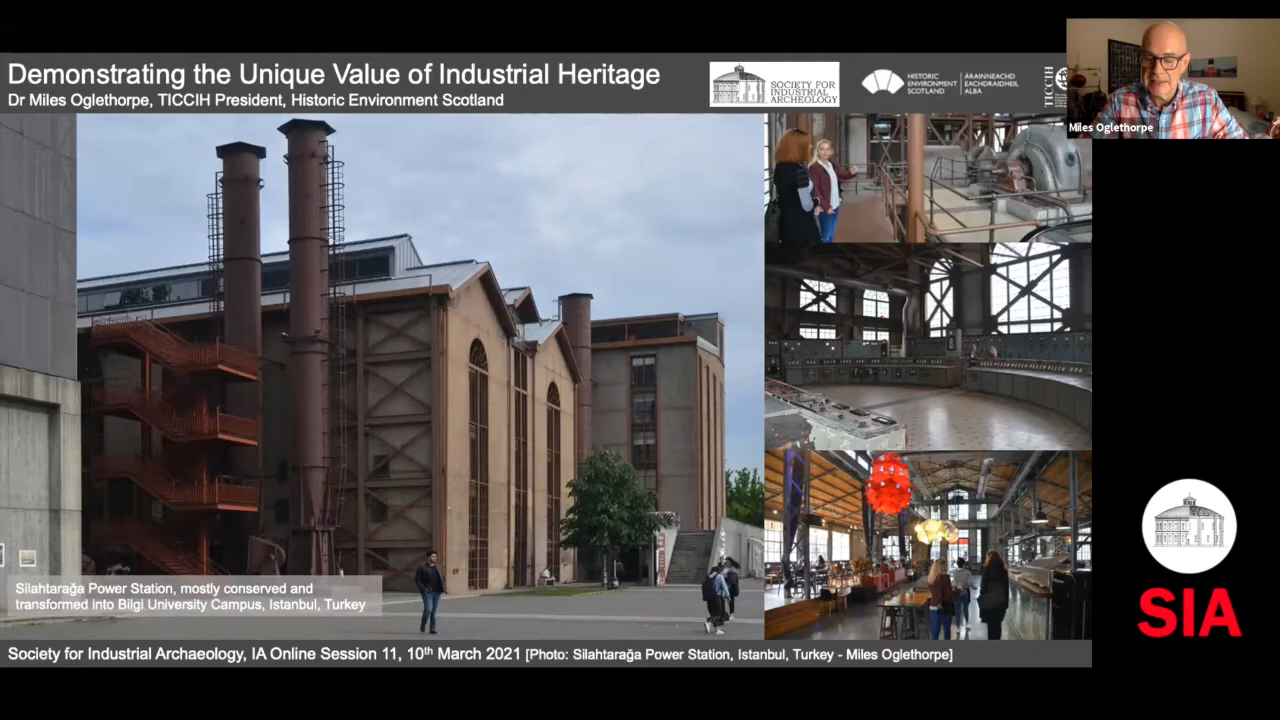 Demonstrating the Unique Value of Industrial Heritage
Dr Miles Oglethorpe, TICCIH President, Historic Environment Scotland
SOCIETY FOR
INDUSTRIAL
ARCHEOLOGY
HISTORIC
ENVIRONMENT
SCOTLAND
ÀRAINNEACHD
EACHDRAIDHEIL
ALBA
TICCIH
Miles Oglethorpe
Silahtarağa Power Station, mostly conserved and
transformed into Bilgi University Campus, Istanbul, Turkey
SIA
Society for Industrial Archaeology, IA Online Session 11, 10th March 2021 [Photo: Silahtarağa Power Station, Istanbul, Turkey - Miles Oglethorpe]